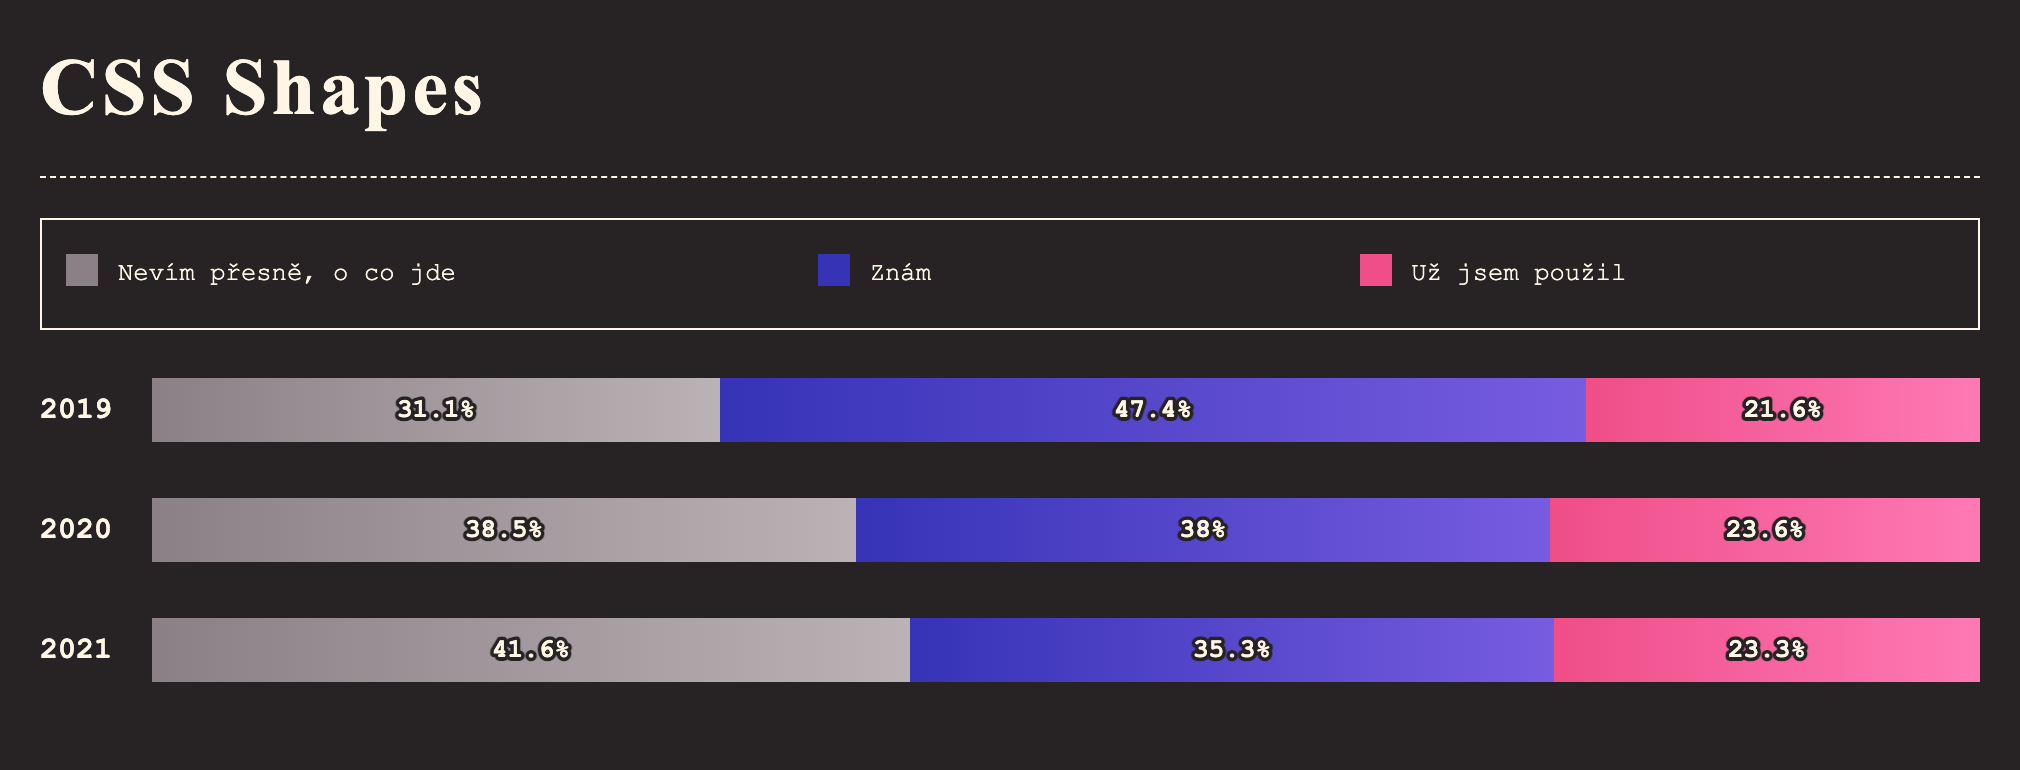 CSS Shapes
Nevím přesně, o co jde Znám Už jsem použil
2019 31.1% 47.4% 21.6%
2020 38.5% 38% 23.6%
2021 41.6% 35.3% 23.3%